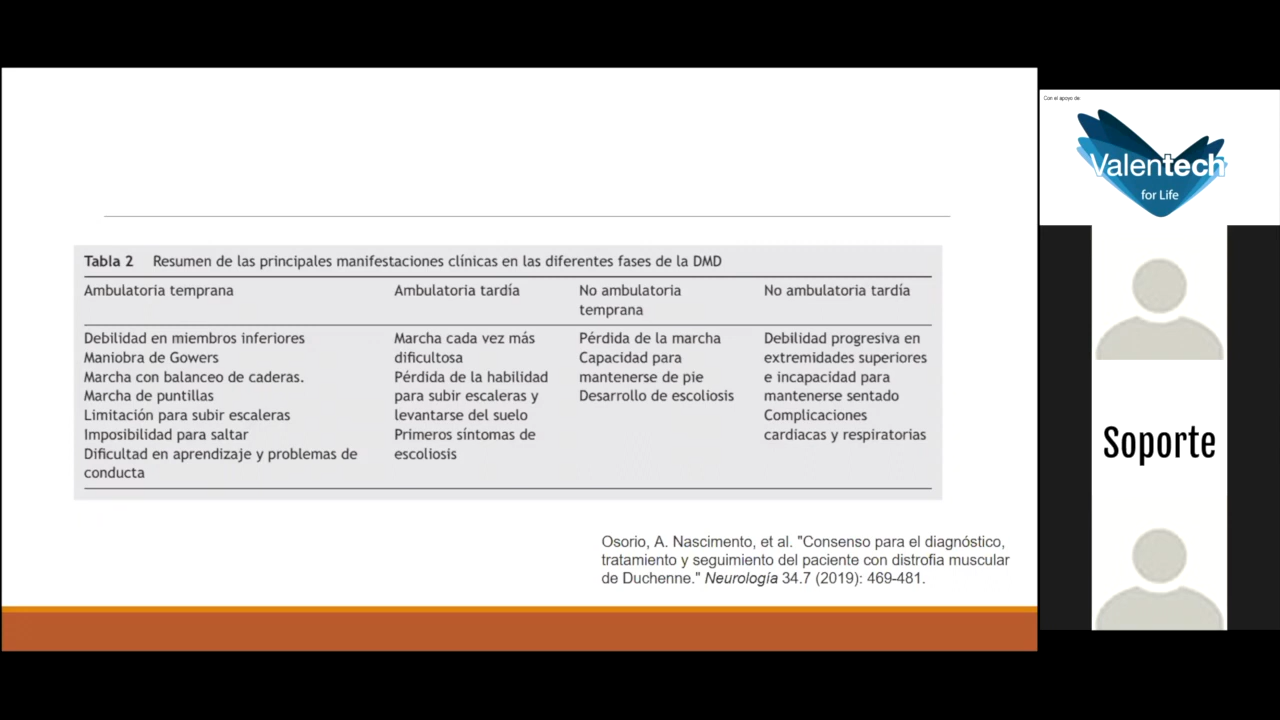 Tabla 2 Resumen de las principales manifestaciones clínicas en las diferentes fases de la DMD
Ambulatoria temprana
Debilidad en miembros inferiores
Maniobra de Gowers
Marcha con balanceo de caderas.
Marcha de puntillas
Limitación para subir escaleras
Imposibilidad para saltar
Dificultad en aprendizaje y problemas de
conducta
Ambulatoria tardía
Marcha cada vez más
dificultosa
Pérdida de la habilidad
para subir escaleras y
levantarse del suelo
Primeros síntomas de
escoliosis
No ambulatoria
temprana
Pérdida de la marcha
Capacidad para
mantenerse de pie
Desarrollo de escoliosis
No ambulatoria tardía
Debilidad progresiva en
extremidades superiores
e incapacidad para
mantenerse sentado
Complicaciones
cardiacas y respiratorias
Osorio, A. Nascimento, et al. "Consenso para el diagnóstico,
tratamiento y seguimiento del paciente con distrofia muscular
de Duchenne." Neurología 34.7 (2019): 469-481.
Con el apoyo de:
Valentech
for Life
Soporte